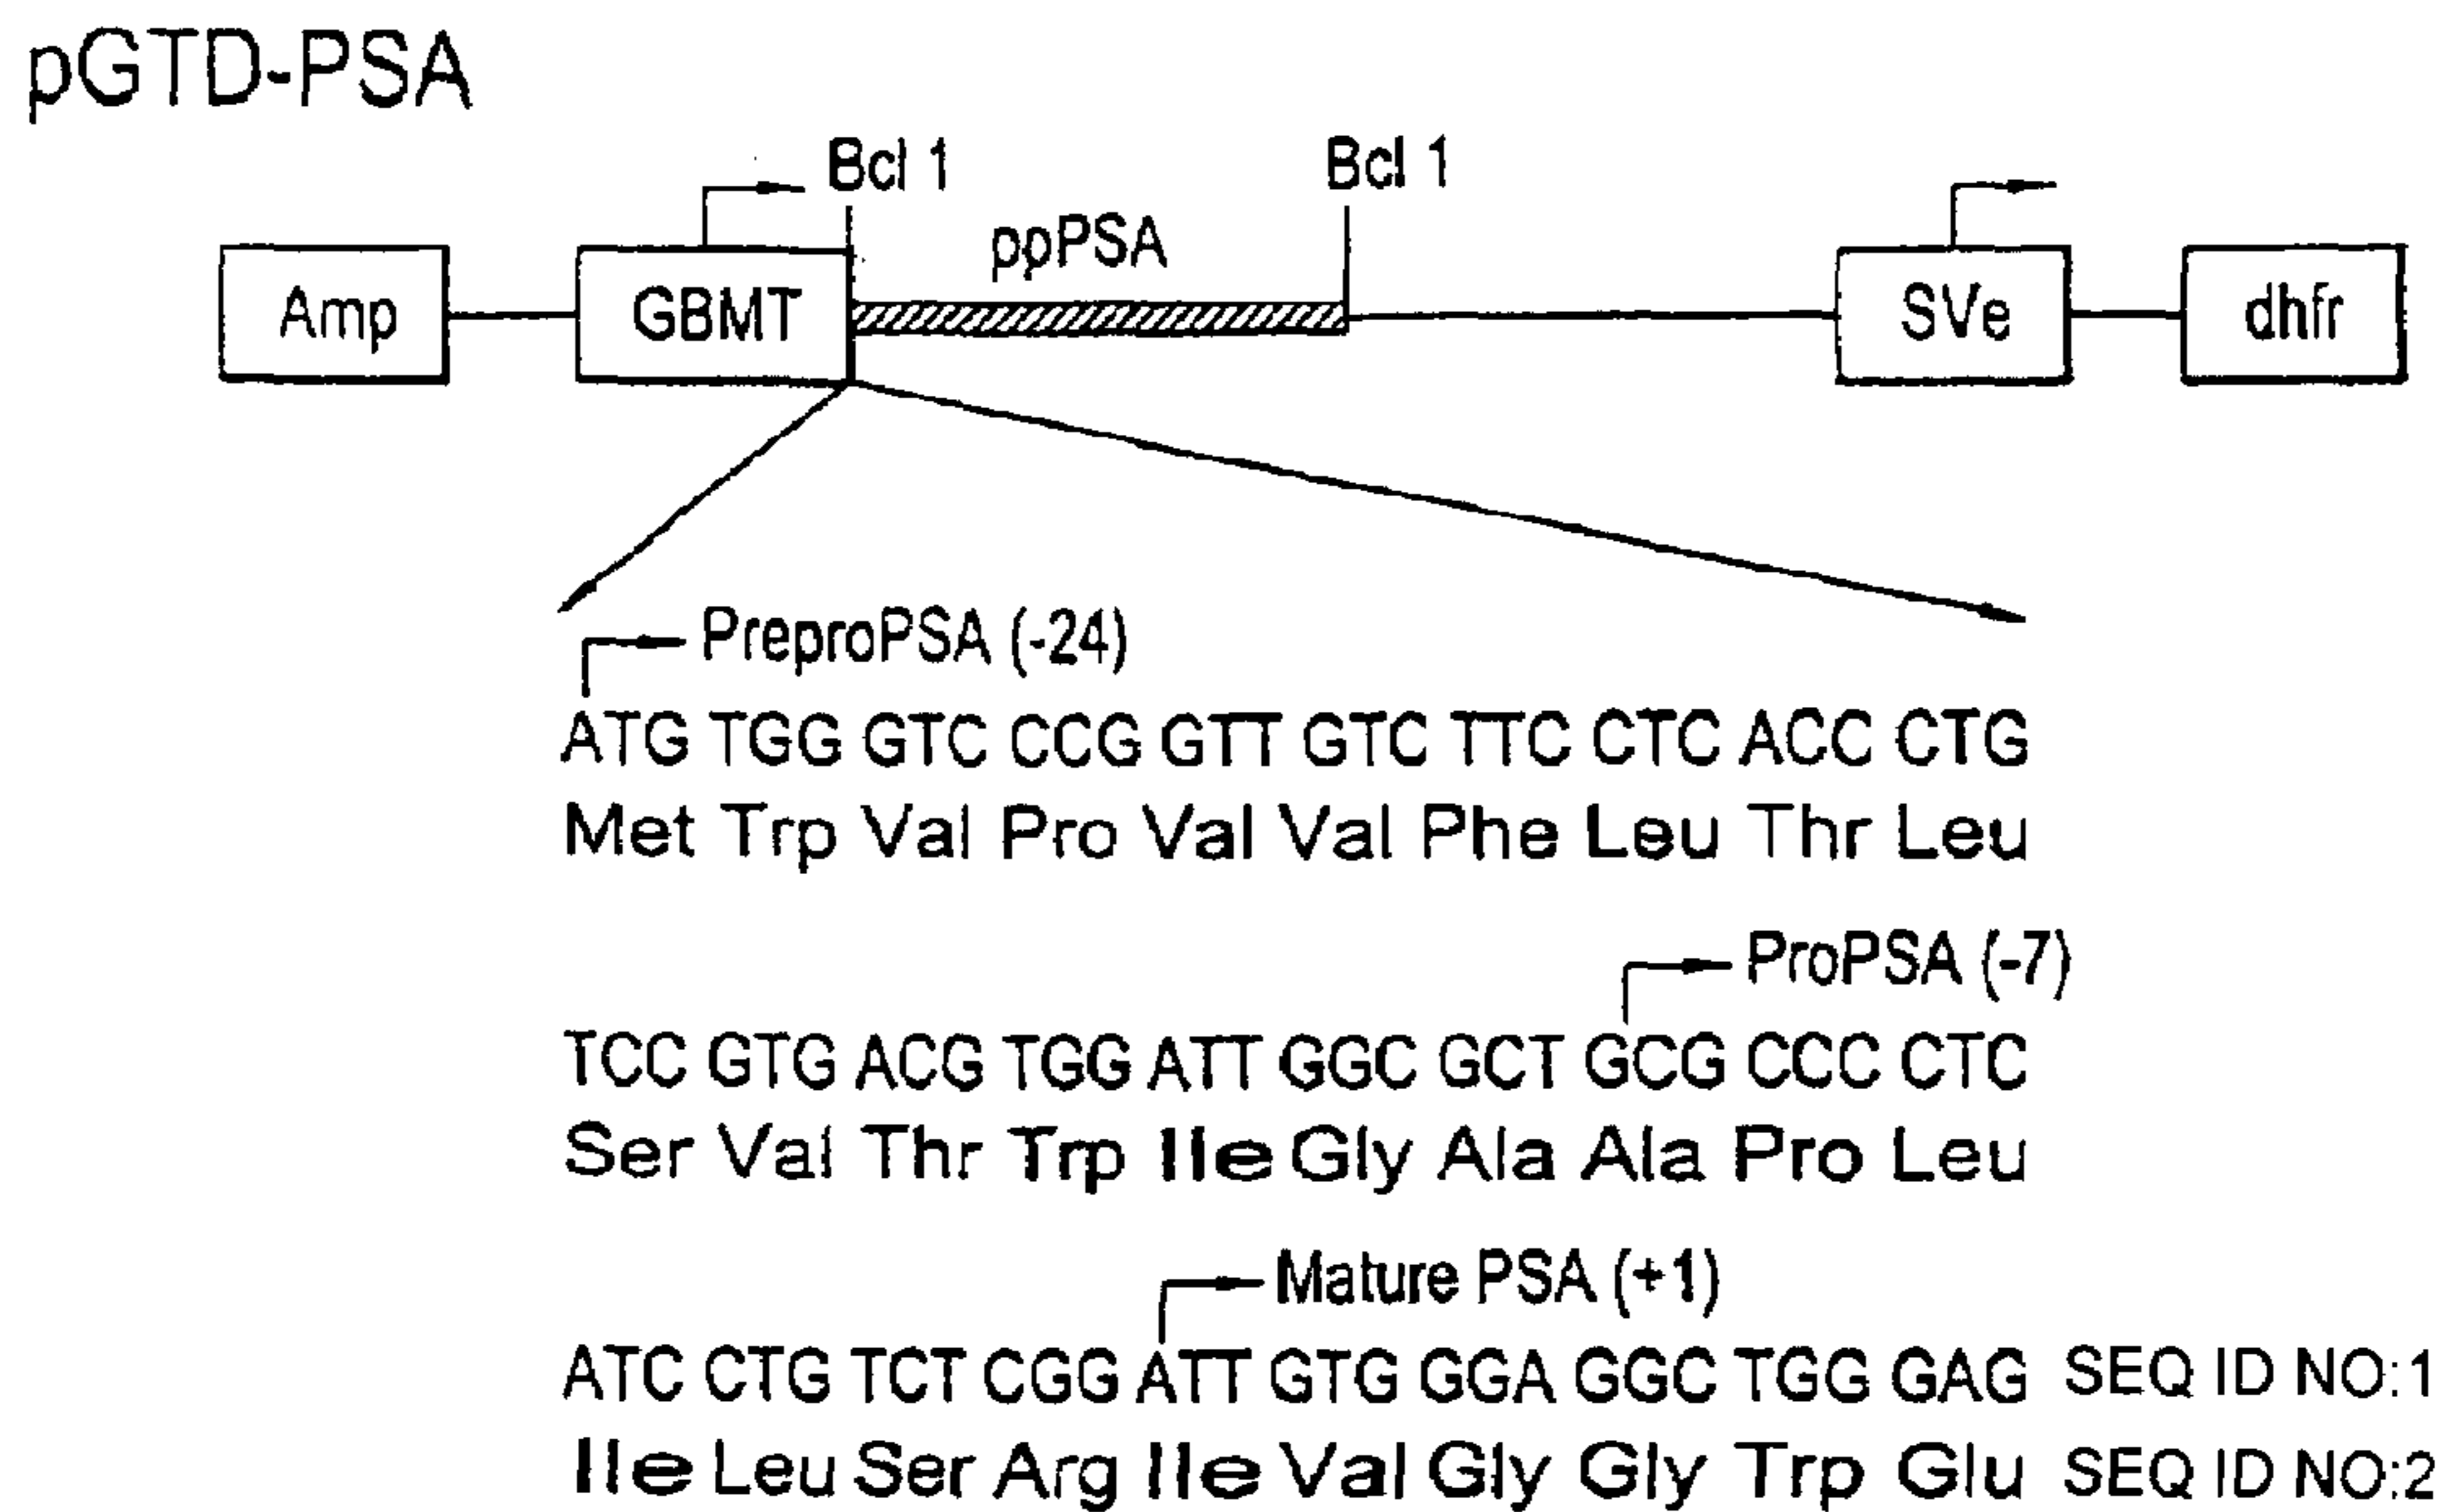 pGTD-PSA
Bcl 1 Bcl 1
ppPSA
Amp GBMT SVe dhfr
PreproPSA (-24)
ATG TGG GTC CCG GTT GTC TTC CTC ACC CTG
Met Trp Val Pro Val Val Phe Leu Thr Leu
ProPSA (-7)
TCC GTG ACG TGG ATT GGC GCT GCG CCC CTC
Ser Val Thr Trp Ile Gly Ala Ala Pro Leu
Mature PSA (+1)
ATC CTG TCT CGG ATT GTG GGA GGC TGG GAG SEQ ID NO:1
Ile Leu Ser Arg Ile Val Gly Gly Trp Glu SEQ ID NO:2